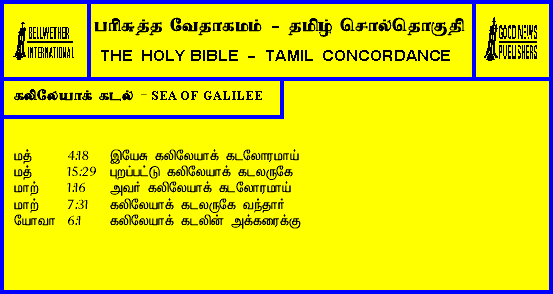 BELLWETHER
INTERNATIONAL
பரிசுத்த வேதாகமம் - தமிழ் சொல்தொகுதி
THE HOLY BIBLE - TAMIL CONCORDANCE
GOOD NEWS
PUBLISHERS
கலிலேயாக் கடல் - SEA OF GALILEE
மத் 4:18 இயேசு கலிலேயாக் கடலோரமாய்
மத் 15:29 புறப்பட்டு கலிலேயாக் கடலருகே
மாற் 1:16 அவர் கலிலேயாக் கடலோரமாய்
மாற் 7:31 கலிலேயாக் கடலருகே வந்தார்
யோவா 6:1 கலிலேயாக் கடலின் அக்கரைக்கு